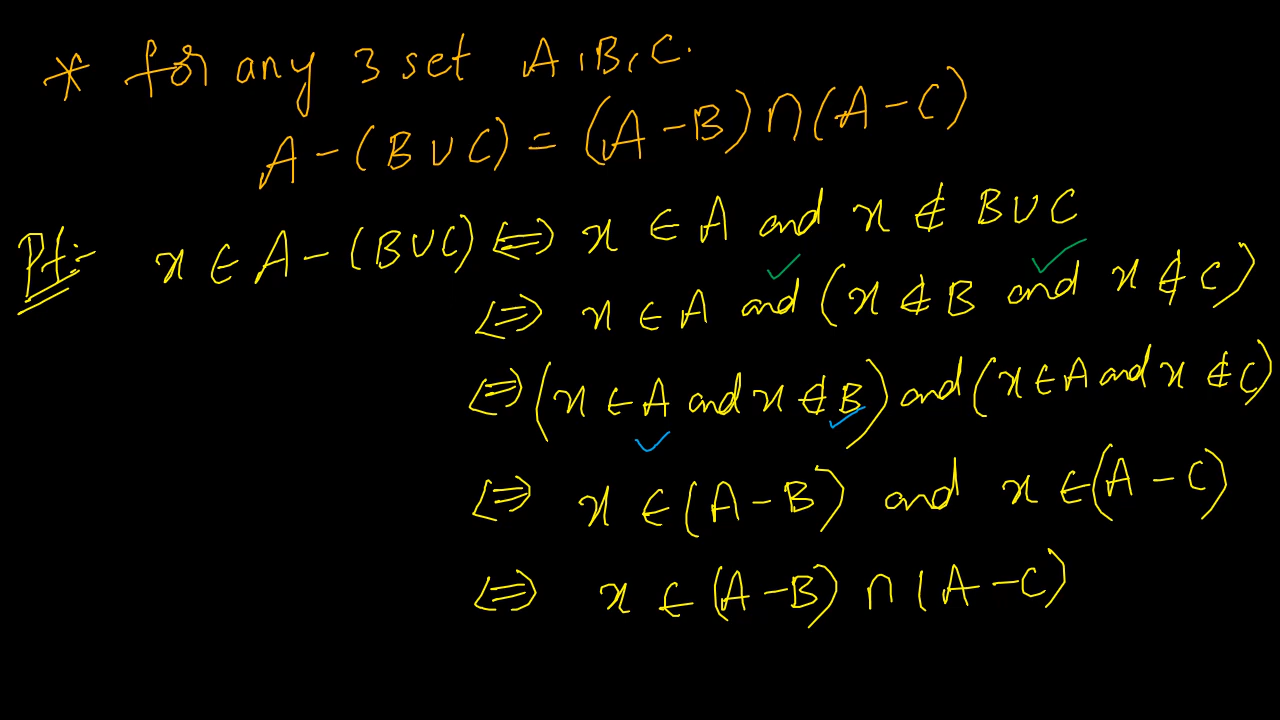 * for any 3 set A, B, C.
A - (B ∪ C) = (A - B) ∩ (A - C)
Pf:- x ∈ A - (B ∪ C) ⇔ x ∈ A and x ∉ B ∪ C
⇔ x ∈ A and (x ∉ B and x ∉ C)
⇔ (x ∈ A and x ∉ B) and (x ∈ A and x ∉ C)
⇔ x ∈ (A - B) and x ∈ (A - C)
⇔ x ∈ (A - B) ∩ (A - C)